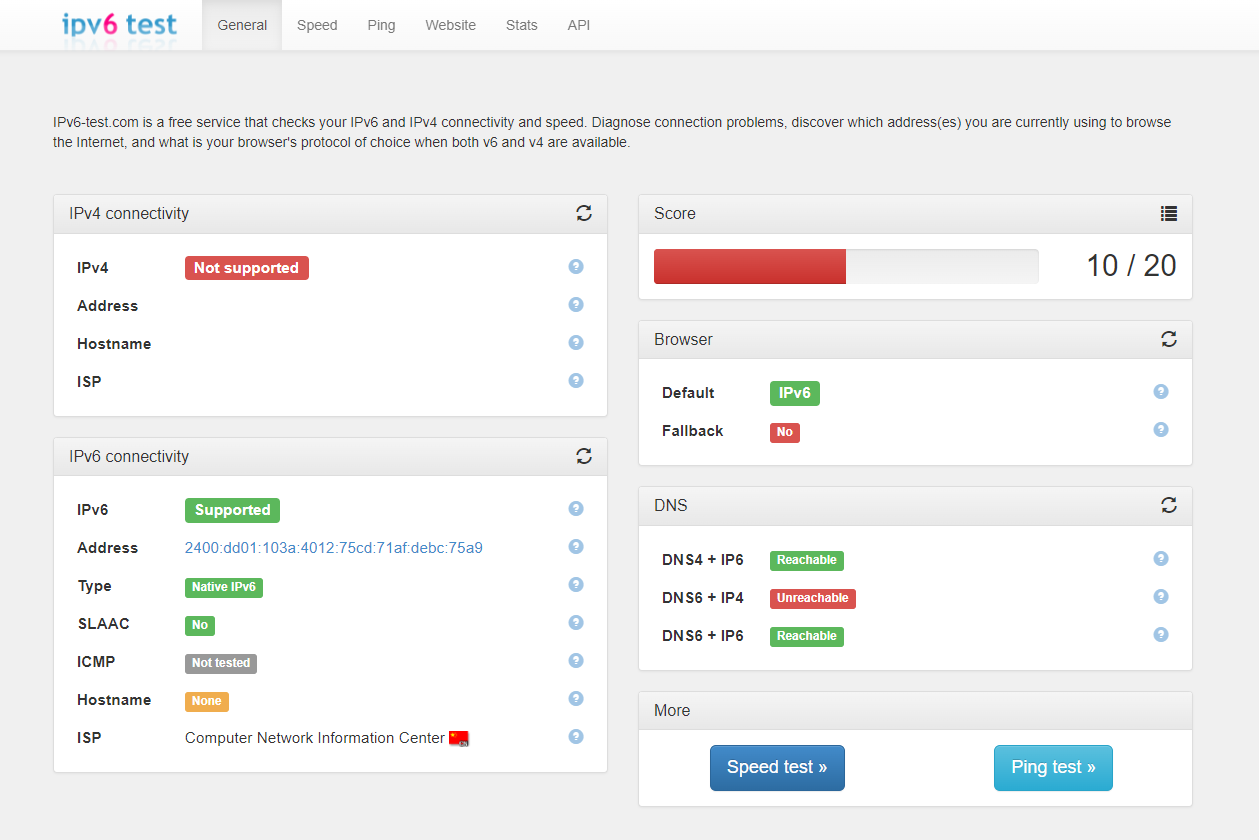 ipv6 test
General
Speed
Ping
Website
Stats
API
IPv6-test.com is a free service that checks your IPv6 and IPv4 connectivity and speed. Diagnose connection problems, discover which address(es) you are currently using to browse
the Internet, and what is your browser's protocol of choice when both v6 and v4 are available.
IPv4 connectivity
IPv4 Not supported ?
Address ?
Hostname ?
ISP ?
IPv6 connectivity
IPv6 Supported ?
Address 2400:dd01:103a:4012:75cd:71af:debc:75a9 ?
Type Native IPv6 ?
SLAAC No ?
ICMP Not tested ?
Hostname None ?
ISP Computer Network Information Center ?
Score
10 / 20
Browser
Default IPv6 ?
Fallback No ?
DNS
DNS4 + IP6 Reachable ?
DNS6 + IP4 Unreachable ?
DNS6 + IP6 Reachable ?
More
Speed test »
Ping test »